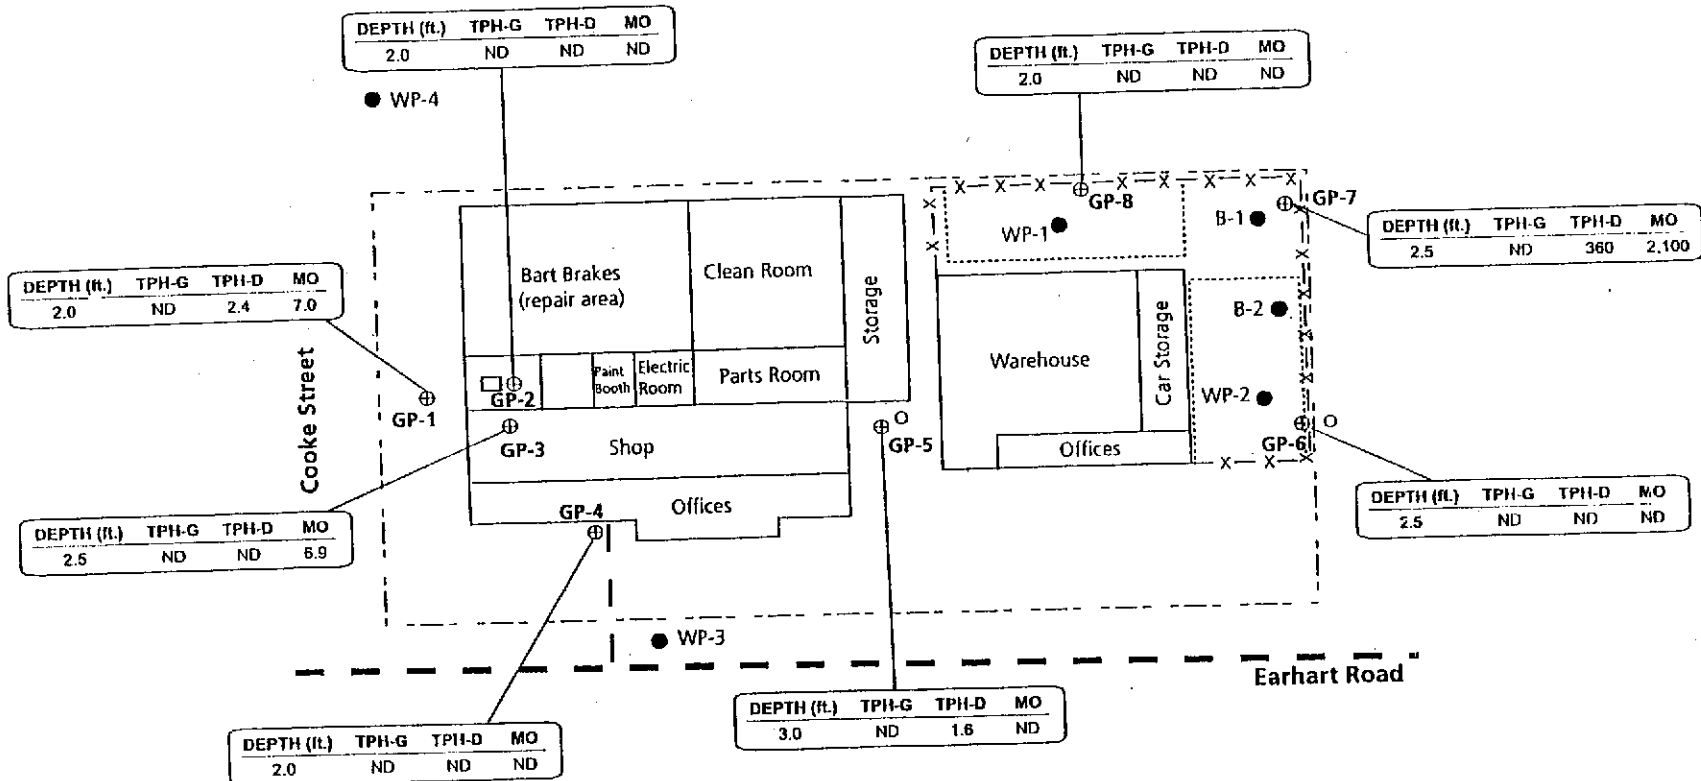 DEPTH (ft.) TPH-G TPH-D MO
2.0 ND ND ND
DEPTH (ft.) TPH-G TPH-D MO
2.0 ND ND ND
WP-4
GP-8
GP-7
WP-1
B-1
DEPTH (ft.) TPH-G TPH-D MO
2.5 ND 360 2,100
Bart Brakes
(repair area)
Clean Room
Storage
DEPTH (ft.) TPH-G TPH-D MO
2.0 ND 2.4 7.0
B-2
Warehouse
Car Storage
Cooke Street
Paint
Booth
Electric
Room
Parts Room
GP-1
GP-2
WP-2
GP-3
Shop
GP-5
Offices
GP-6
Offices
GP-4
DEPTH (ft.) TPH-G TPH-D MO
2.5 ND ND 6.9
DEPTH (ft.) TPH-G TPH-D MO
2.5 ND ND ND
WP-3
Earhart Road
DEPTH (ft.) TPH-G TPH-D MO
3.0 ND 1.6 ND
DEPTH (ft.) TPH-G TPH-D MO
2.0 ND ND ND